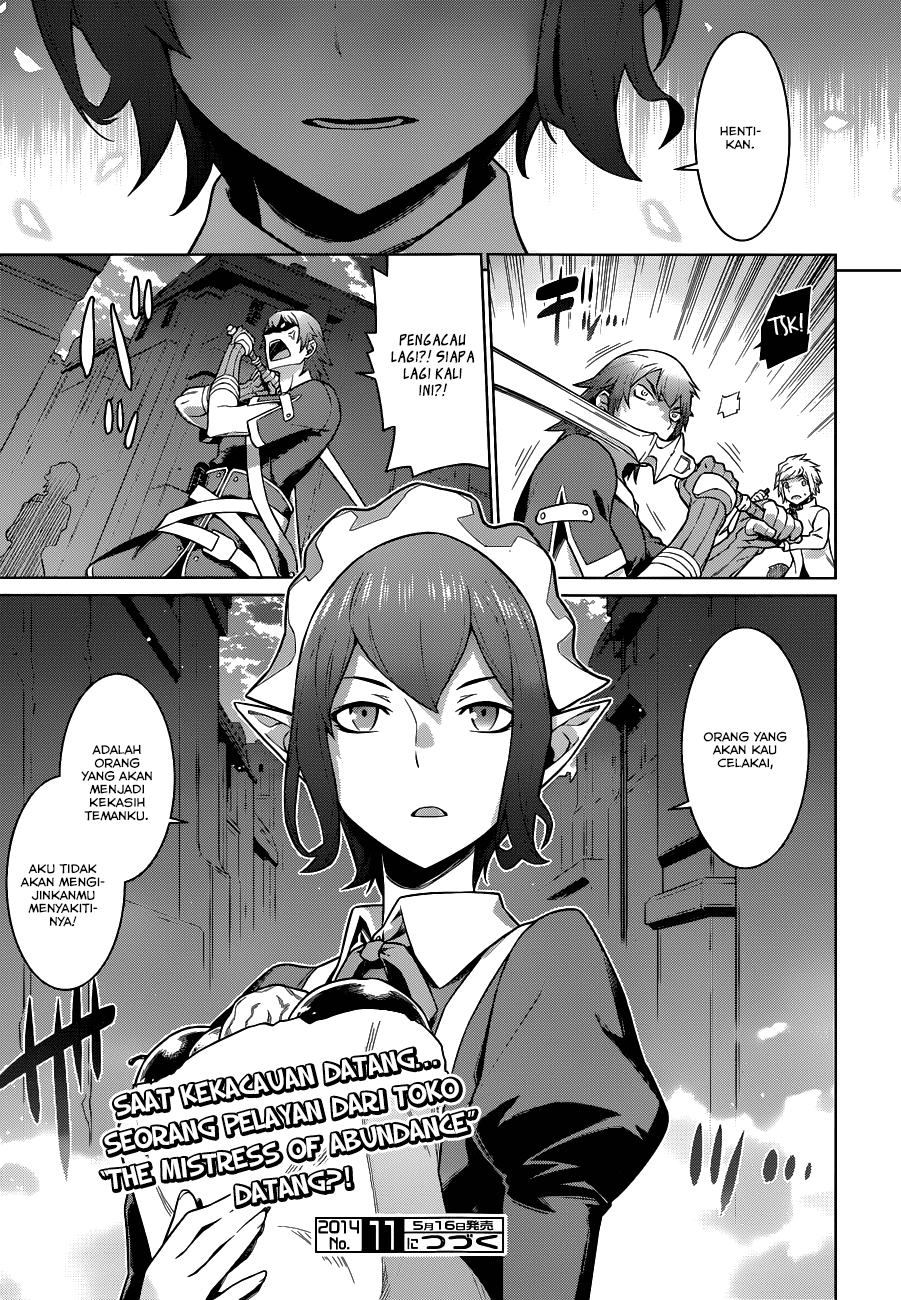 HENTI-
KAN.
TSK!
ギ
PENGACAU
LAGI?! SIAPA
LAGI KALI
INI?!
ORANG YANG
AKAN KAU
CELAKAI,
ADALAH
ORANG
YANG AKAN
MENJADI
KEKASIH
TEMANKU.
AKU TIDAK
AKAN MENGI-
JINKANMU
MENYAKITI-
NYA!
SAAT KEKACAUAN DATANG...
SEORANG PELAYAN DARI TOKO
"THE MISTRESS OF ABUNDANCE"
DATANG?!
2014
No. 11 5月16日発売
につづく